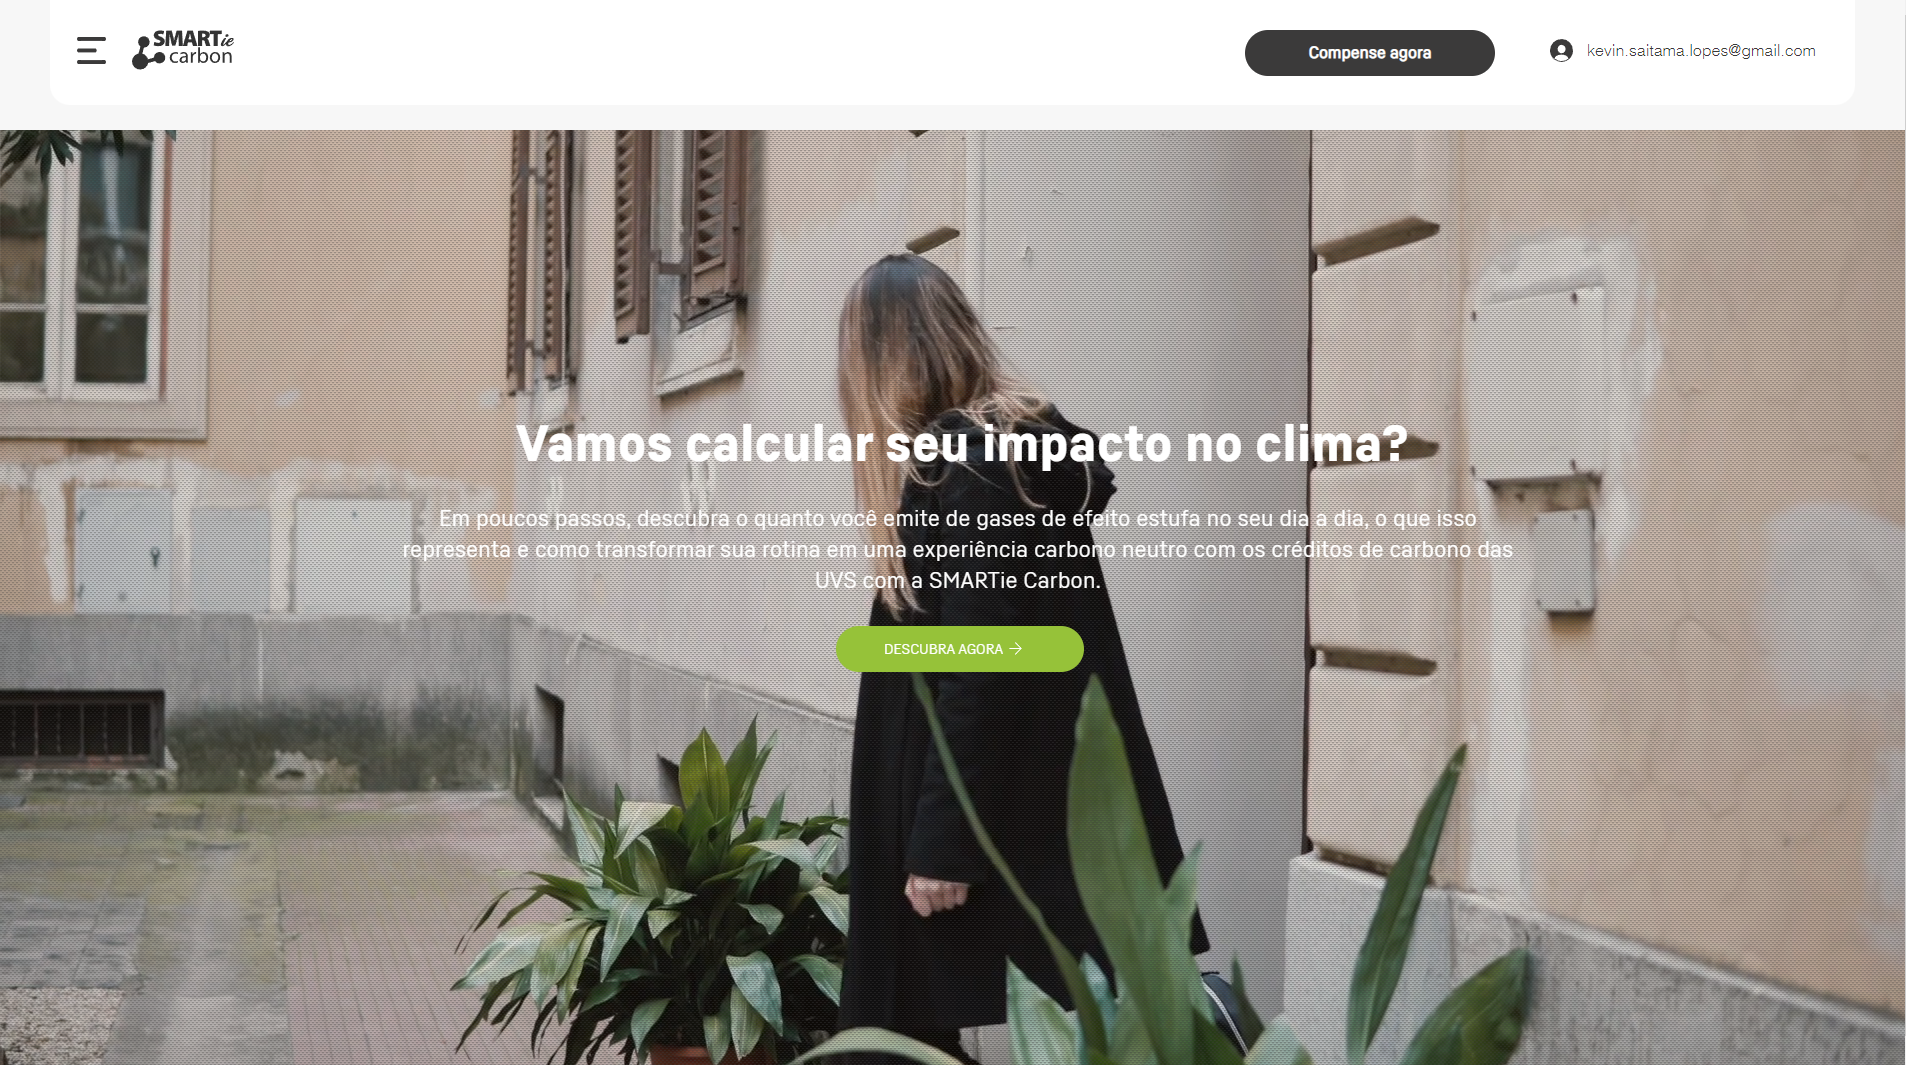 SMARTie
carbon
Compense agora
kevin.saitama.lopes@gmail.com
Vamos calcular seu impacto no clima?
Em poucos passos, descubra o quanto você emite de gases de efeito estufa no seu dia a dia, o que isso
representa e como transformar sua rotina em uma experiência carbono neutro com os créditos de carbono das
UVS com a SMARTie Carbon.
DESCUBRA AGORA →